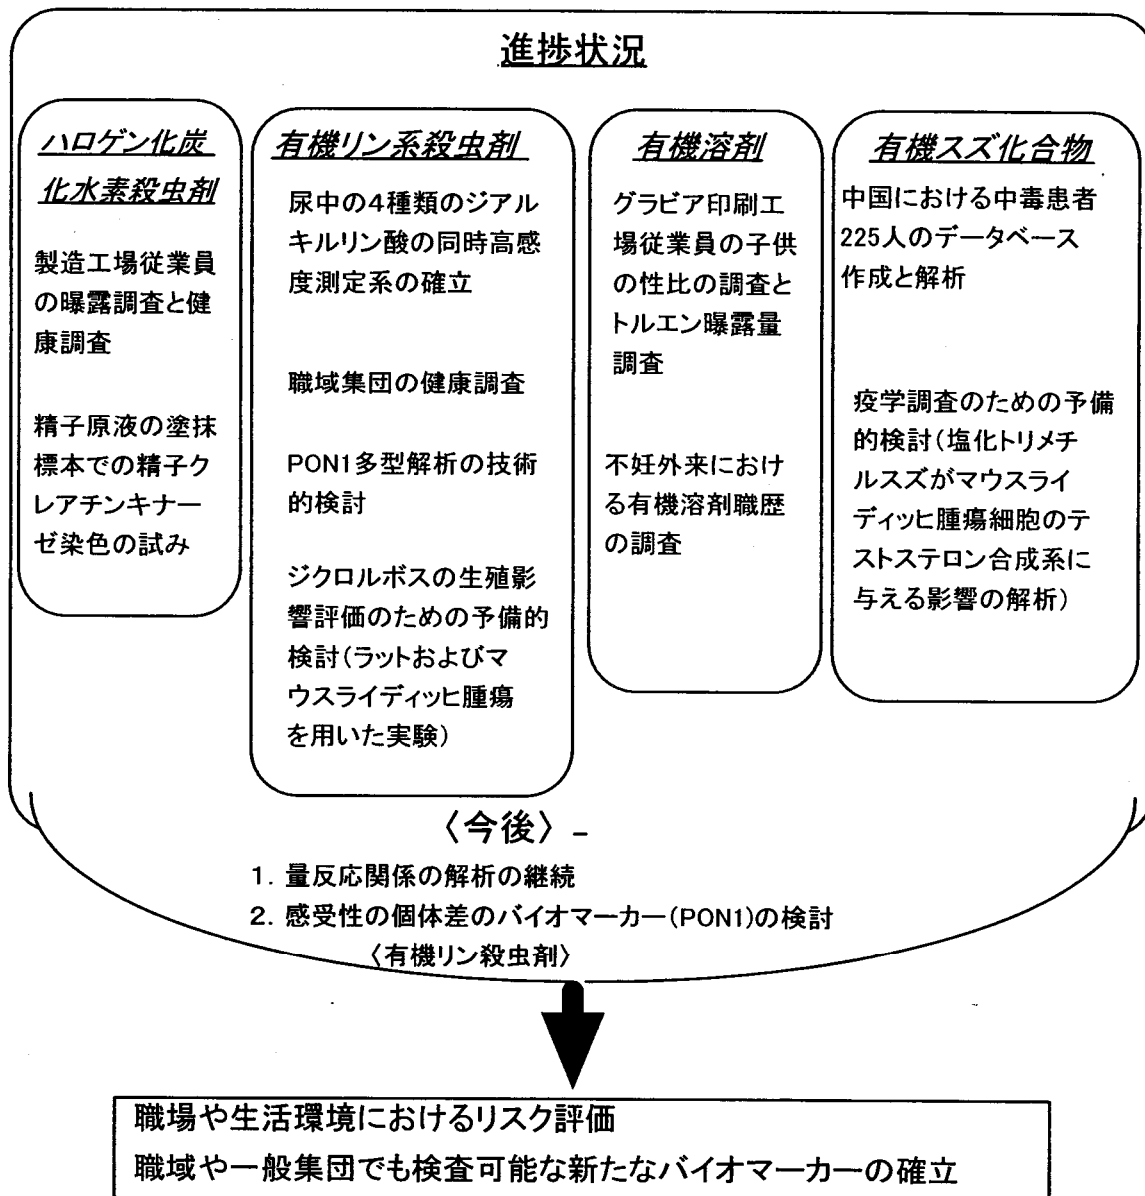 進捗状況
ハロゲン化炭
化水素殺虫剤
製造工場従業員
の曝露調査と健
康調査
精子原液の塗抹
標本での精子ク
レアチンキナー
ゼ染色の試み
有機リン系殺虫剤
尿中の4種類のジアル
キルリン酸の同時高感
度測定系の確立
職域集団の健康調査
PON1多型解析の技術
的検討
ジクロルボスの生殖影
響評価のための予備的
検討(ラットおよびマ
ウスライディッヒ腫瘍
を用いた実験)
有機溶剤
グラビア印刷工
場従業員の子供
の性比の調査と
トルエン曝露量
調査
不妊外来におけ
る有機溶剤職歴
の調査
有機スズ化合物
中国における中毒患者
225人のデータベース
作成と解析
疫学調査のための予備
的検討(塩化トリメチ
ルスズがマウスライ
ディッヒ腫瘍細胞のテ
ストステロン合成系に
与える影響の解析)
〈今後〉-
1. 量反応関係の解析の継続
2. 感受性の個体差のバイオマーカー(PON1)の検討
〈有機リン殺虫剤〉
職場や生活環境におけるリスク評価
職域や一般集団でも検査可能な新たなバイオマーカーの確立